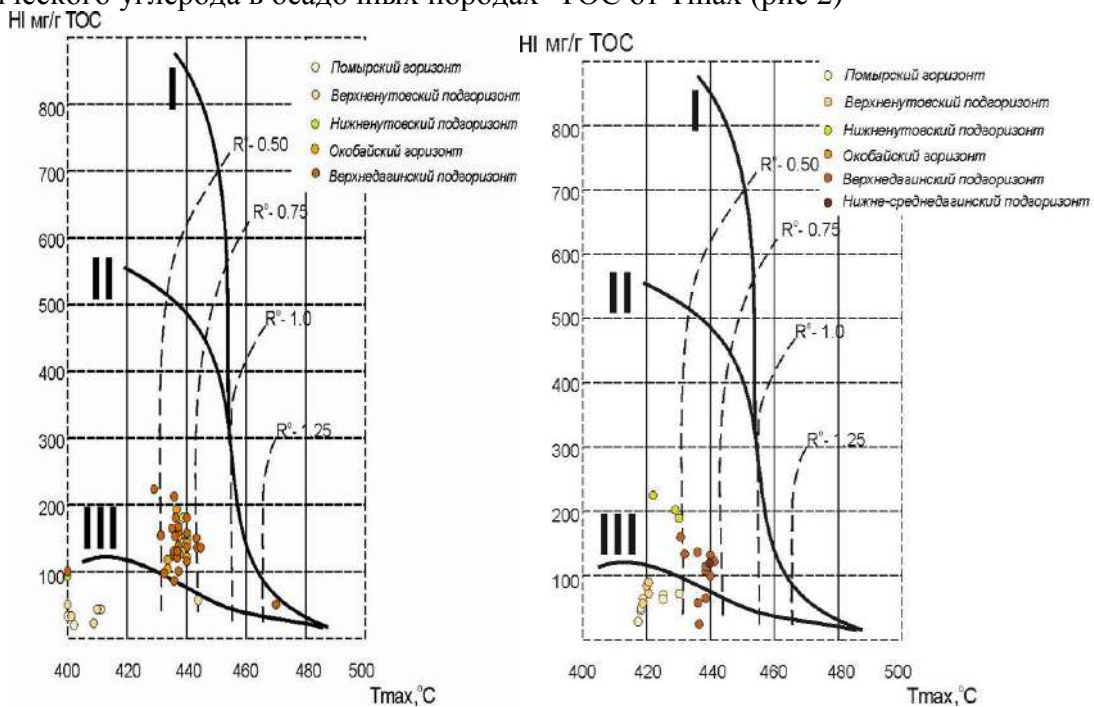 ческого углерода в осадочных породах TOC от Tmax (рис 2)
HI мг/г TOC
I
II
III
800
700
600
500
400
300
200
100
400 420 440 460 480 500
Tmax,°C
R°- 0.50
R°- 0.75
R°- 1.0
R°- 1.25
Помырский горизонт
Верхненутовский подгоризонт
Нижненутовский подгоризонт
Окобайский горизонт
Верхнедагинский подгоризонт
HI мг/г TOC
I
II
III
800
700
600
500
400
300
200
100
400 420 440 460 480 500
Tmax,°C
R°- 0.50
R°- 0.75
R°- 1.0
R°- 1.25
Помырский горизонт
Верхненутовский подгоризонт
Нижненутовский подгоризонт
Окобайский горизонт
Верхнедагинский подгоризонт
Нижне-среднедагинский подгоризонт